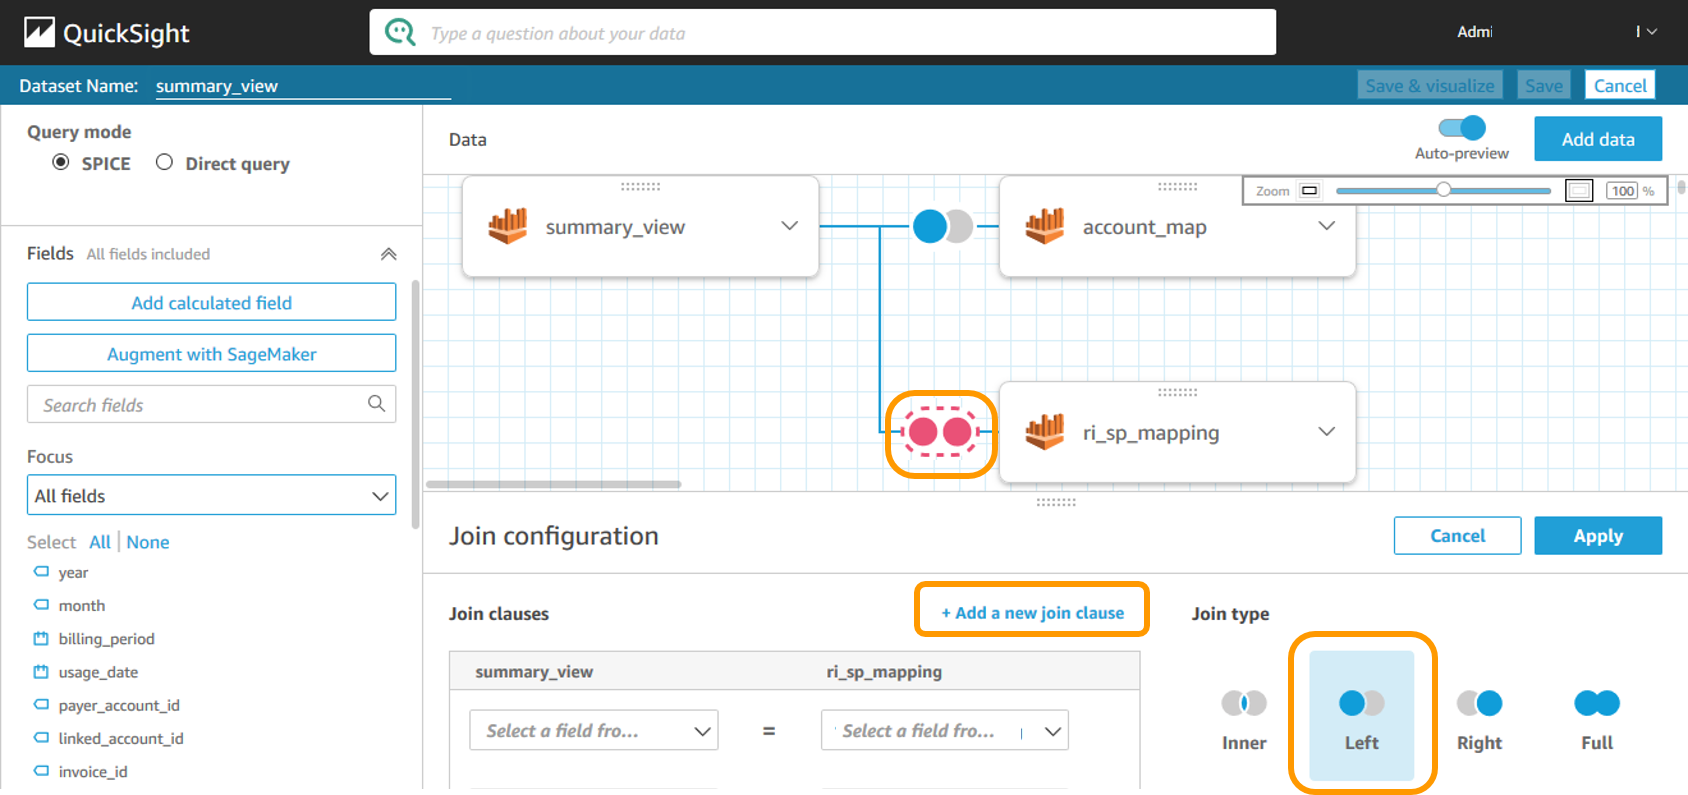 QuickSight
Type a question about your data
Admi
Dataset Name: summary_view
Save & visualize
Save
Cancel
Query mode
SPICE
Direct query
Data
Auto-preview
Add data
Zoom
100 %
summary_view
account_map
ri_sp_mapping
Fields All fields included
Add calculated field
Augment with SageMaker
Search fields
Focus
All fields
Select All None
year
month
billing_period
usage_date
payer_account_id
linked_account_id
invoice_id
Join configuration
Cancel
Apply
Join clauses
+ Add a new join clause
summary_view
ri_sp_mapping
Select a field fro...
=
Select a field fro...
Join type
Inner
Left
Right
Full